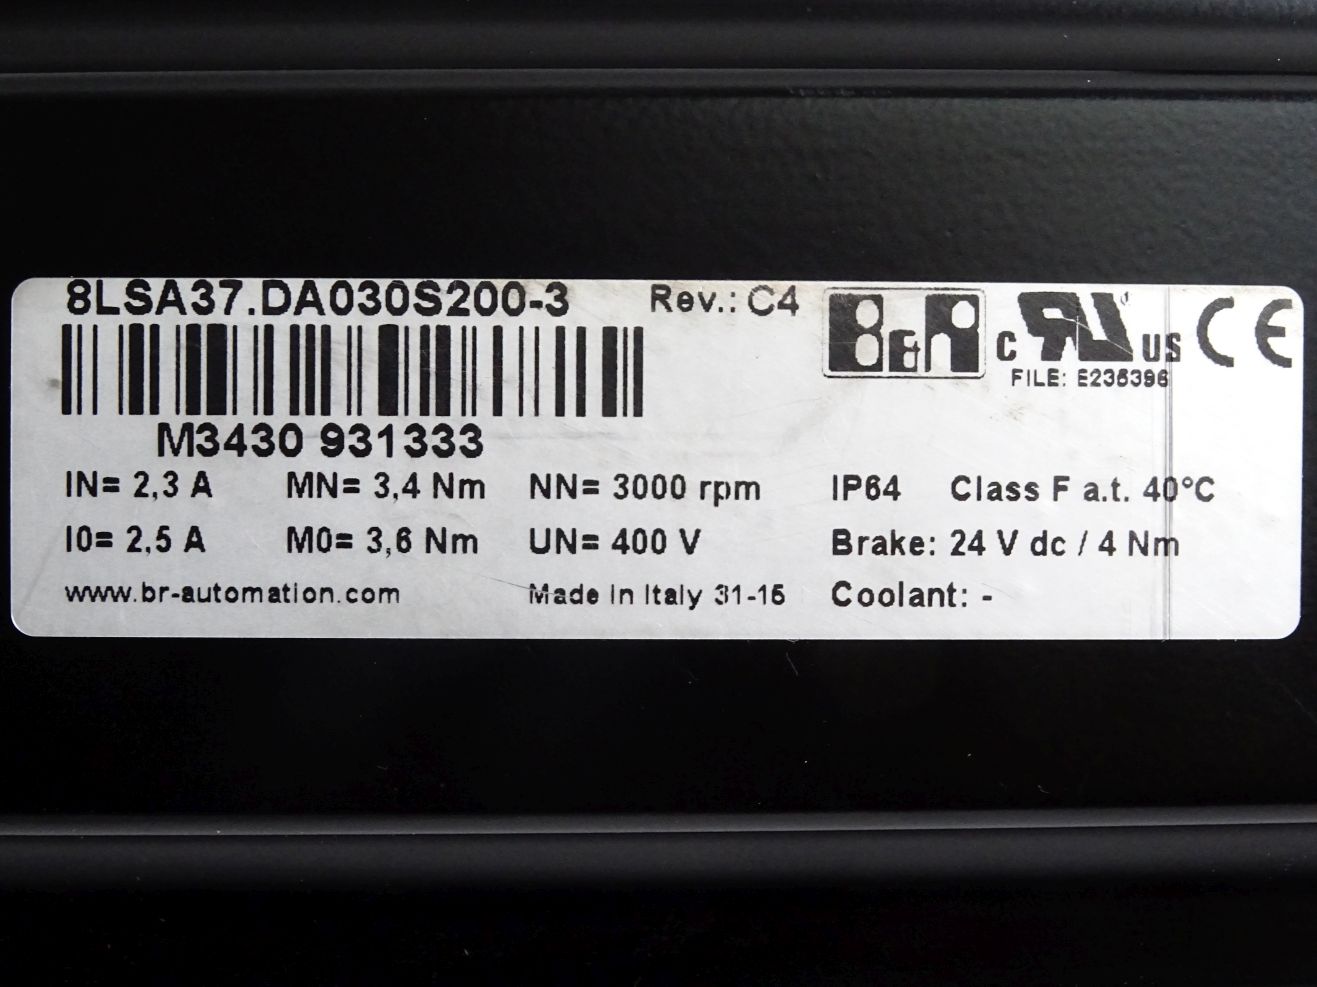 8LSA37.DA030S200-3 Rev.: C4
B&R c RU US CE
FILE: E235396
M3430 931333
IN= 2,3 A MN= 3,4 Nm NN= 3000 rpm IP64 Class F a.t. 40°C
I0= 2,5 A M0= 3,6 Nm UN= 400 V Brake: 24 V dc / 4 Nm
www.br-automation.com Made in Italy 31-15 Coolant: -